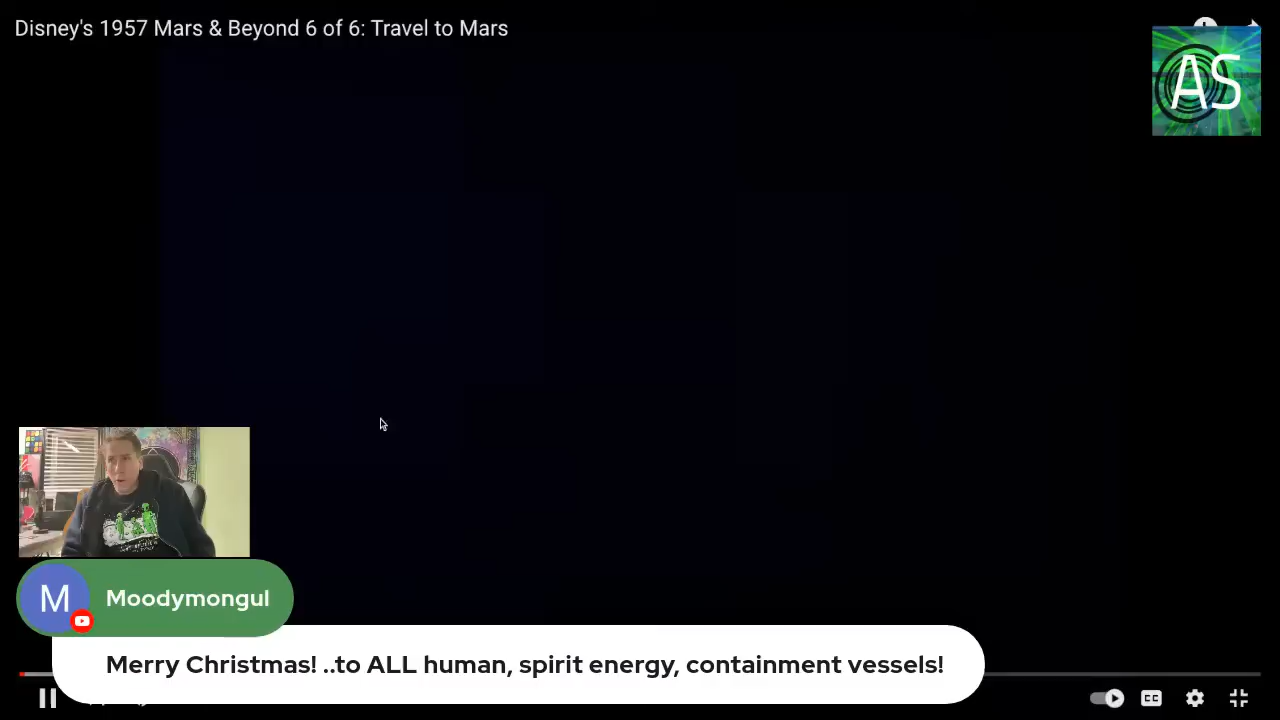 Disney's 1957 Mars & Beyond 6 of 6: Travel to Mars
AS
M
Moodymongul
Merry Christmas! ..to ALL human, spirit energy, containment vessels!
CC